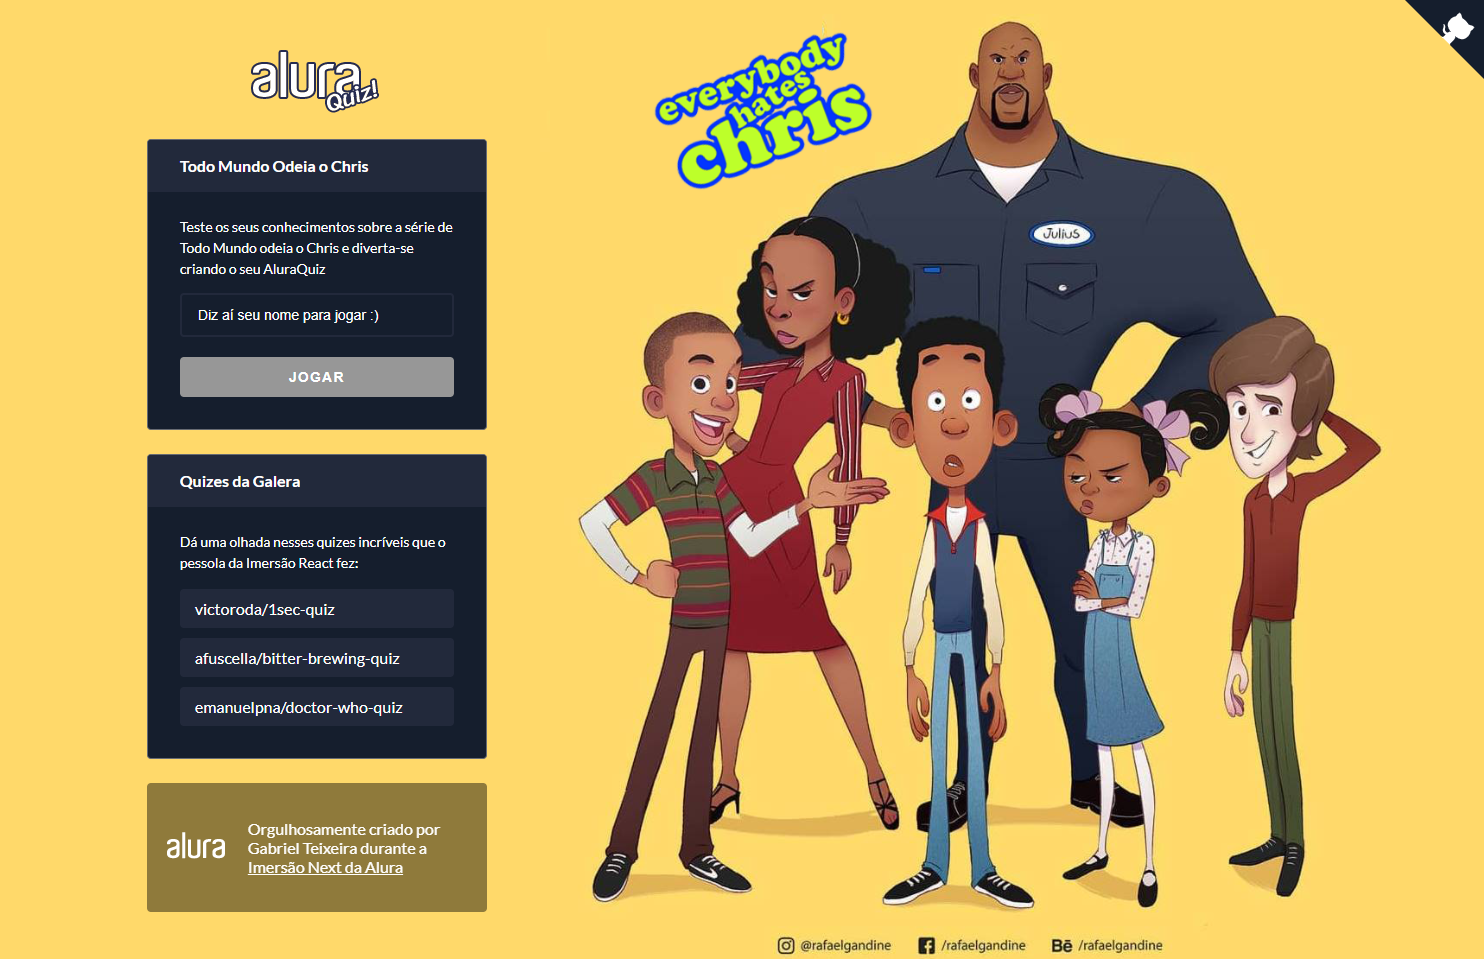 alura
Quiz!
Todo Mundo Odeia o Chris
Teste os seus conhecimentos sobre a série de
Todo Mundo odeia o Chris e diverta-se
criando o seu AluraQuiz
Diz aí seu nome para jogar :)
JOGAR
Quizes da Galera
Dá uma olhada nesses quizes incríveis que o
pessola da Imersão React fez:
victoroda/1sec-quiz
afuscella/bitter-brewing-quiz
emanuelpna/doctor-who-quiz
alura
Orgulhosamente criado por
Gabriel Teixeira durante a
Imersão Next da Alura
everybody
hates
chris
Julius
@rafaelgandine
/rafaelgandine
Bē /rafaelgandine